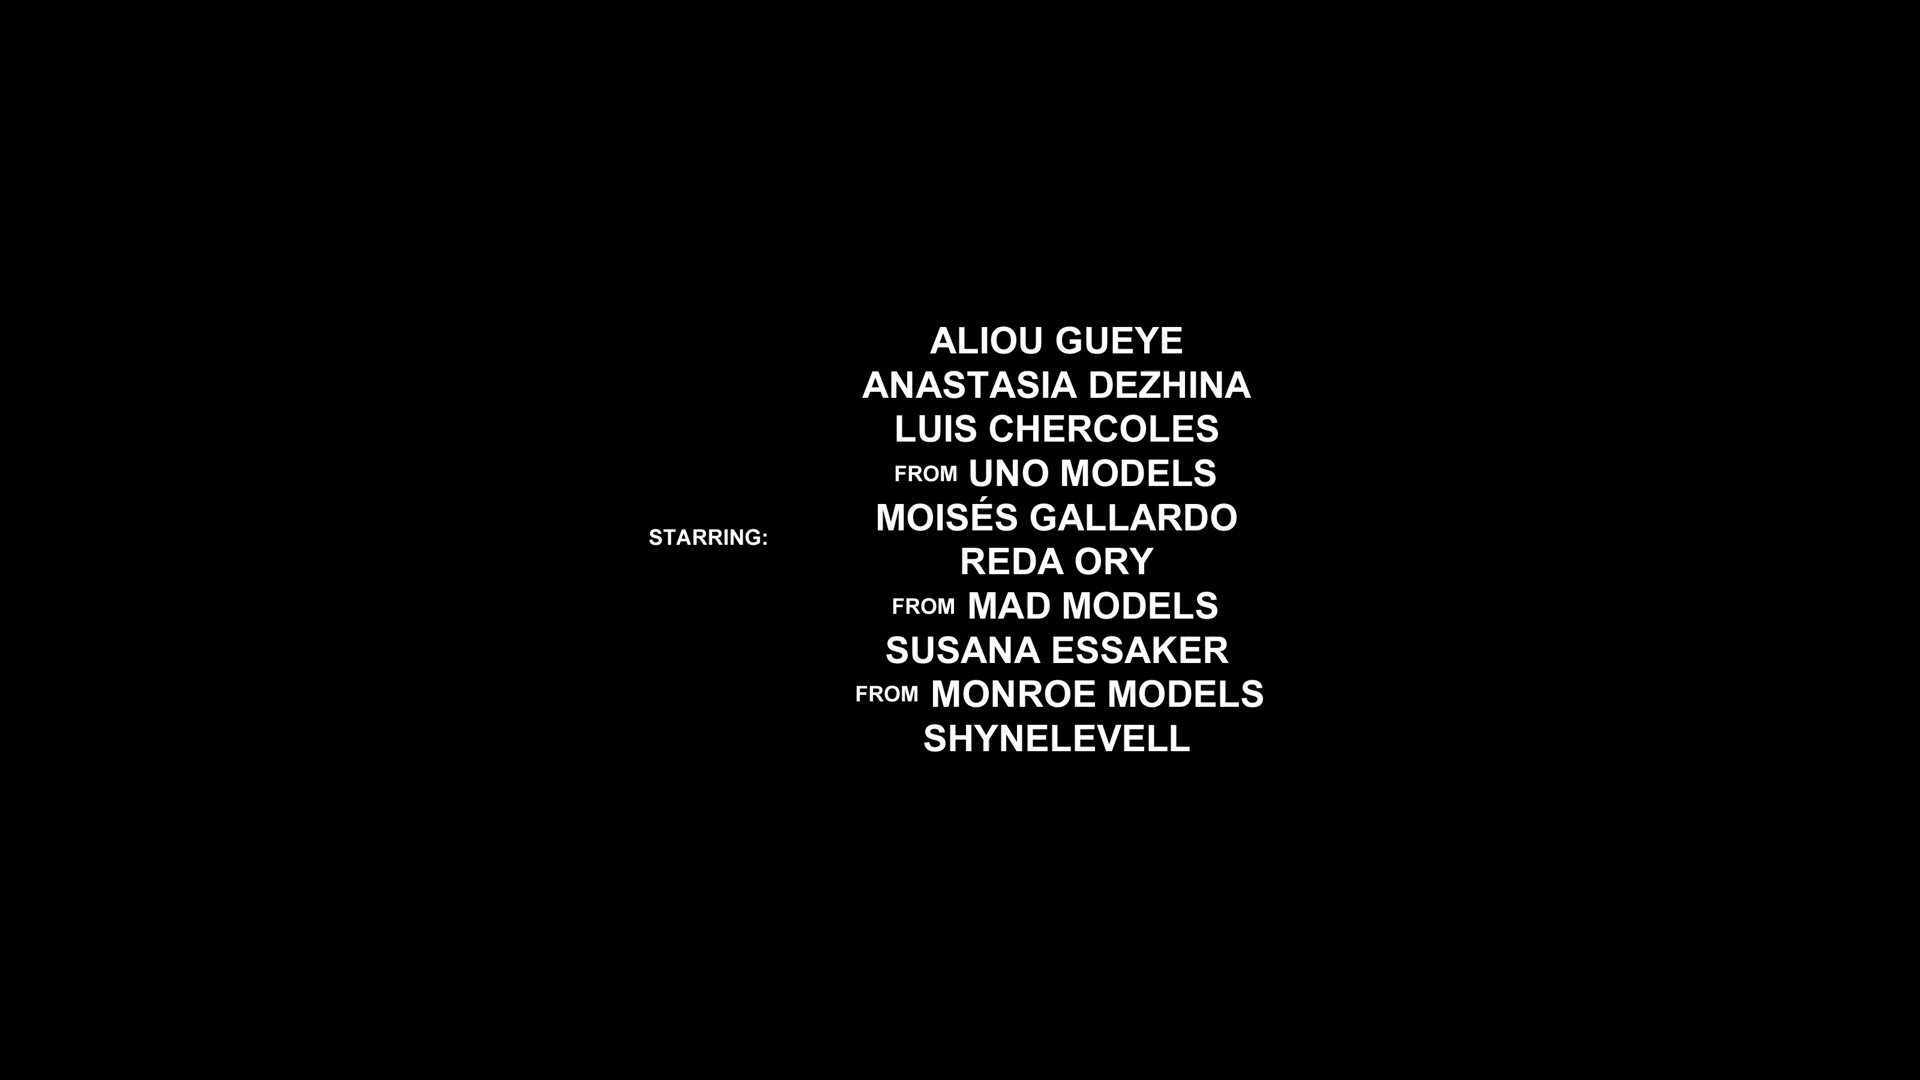 STARRING:
ALIOU GUEYE
ANASTASIA DEZHINA
LUIS CHERCOLES
FROM UNO MODELS
MOISÉS GALLARDO
REDA ORY
FROM MAD MODELS
SUSANA ESSAKER
FROM MONROE MODELS
SHYNELEVELL